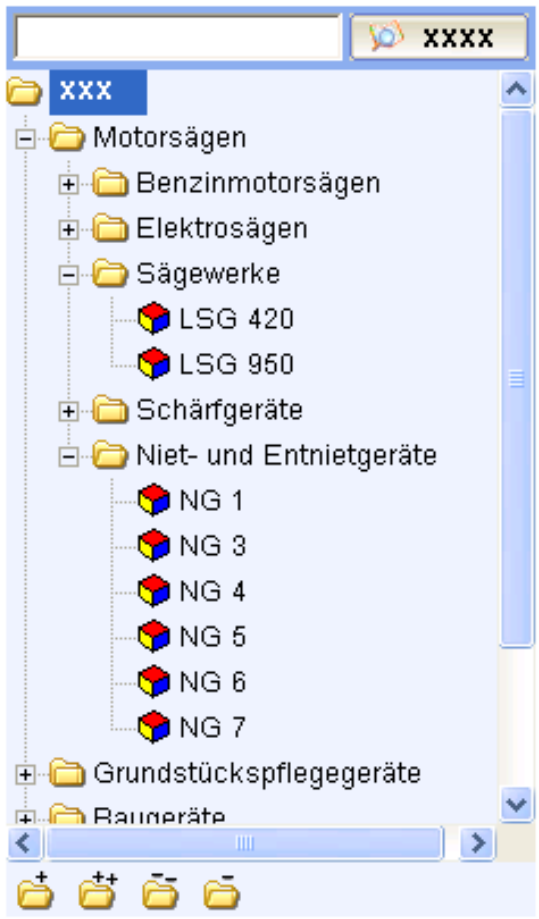 xxxx
xxx
Motorsägen
Benzinmotorsägen
Elektrosägen
Sägewerke
LSG 420
LSG 950
Schärfgeräte
Niet- und Entnietgeräte
NG 1
NG 3
NG 4
NG 5
NG 6
NG 7
Grundstückspflegegeräte
Baugeräte